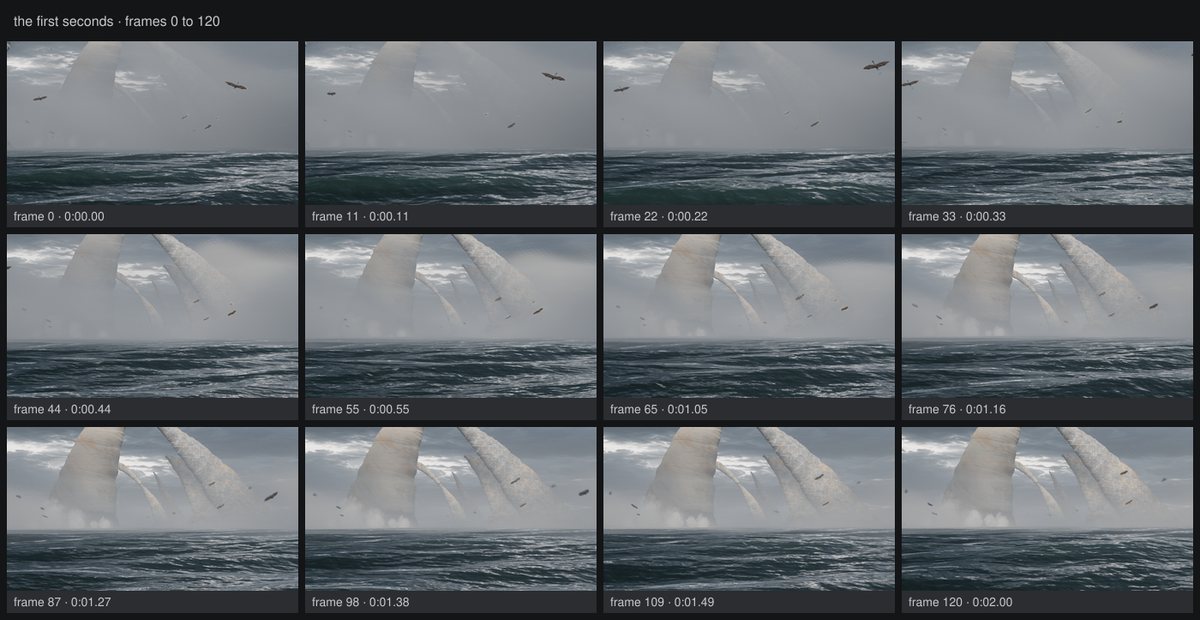 the first seconds · frames 0 to 120
frame 0 · 0:00.00
frame 11 · 0:00.11
frame 22 · 0:00.22
frame 33 · 0:00.33
frame 44 · 0:00.44
frame 55 · 0:00.55
frame 65 · 0:01.05
frame 76 · 0:01.16
frame 87 · 0:01.27
frame 98 · 0:01.38
frame 109 · 0:01.49
frame 120 · 0:02.00